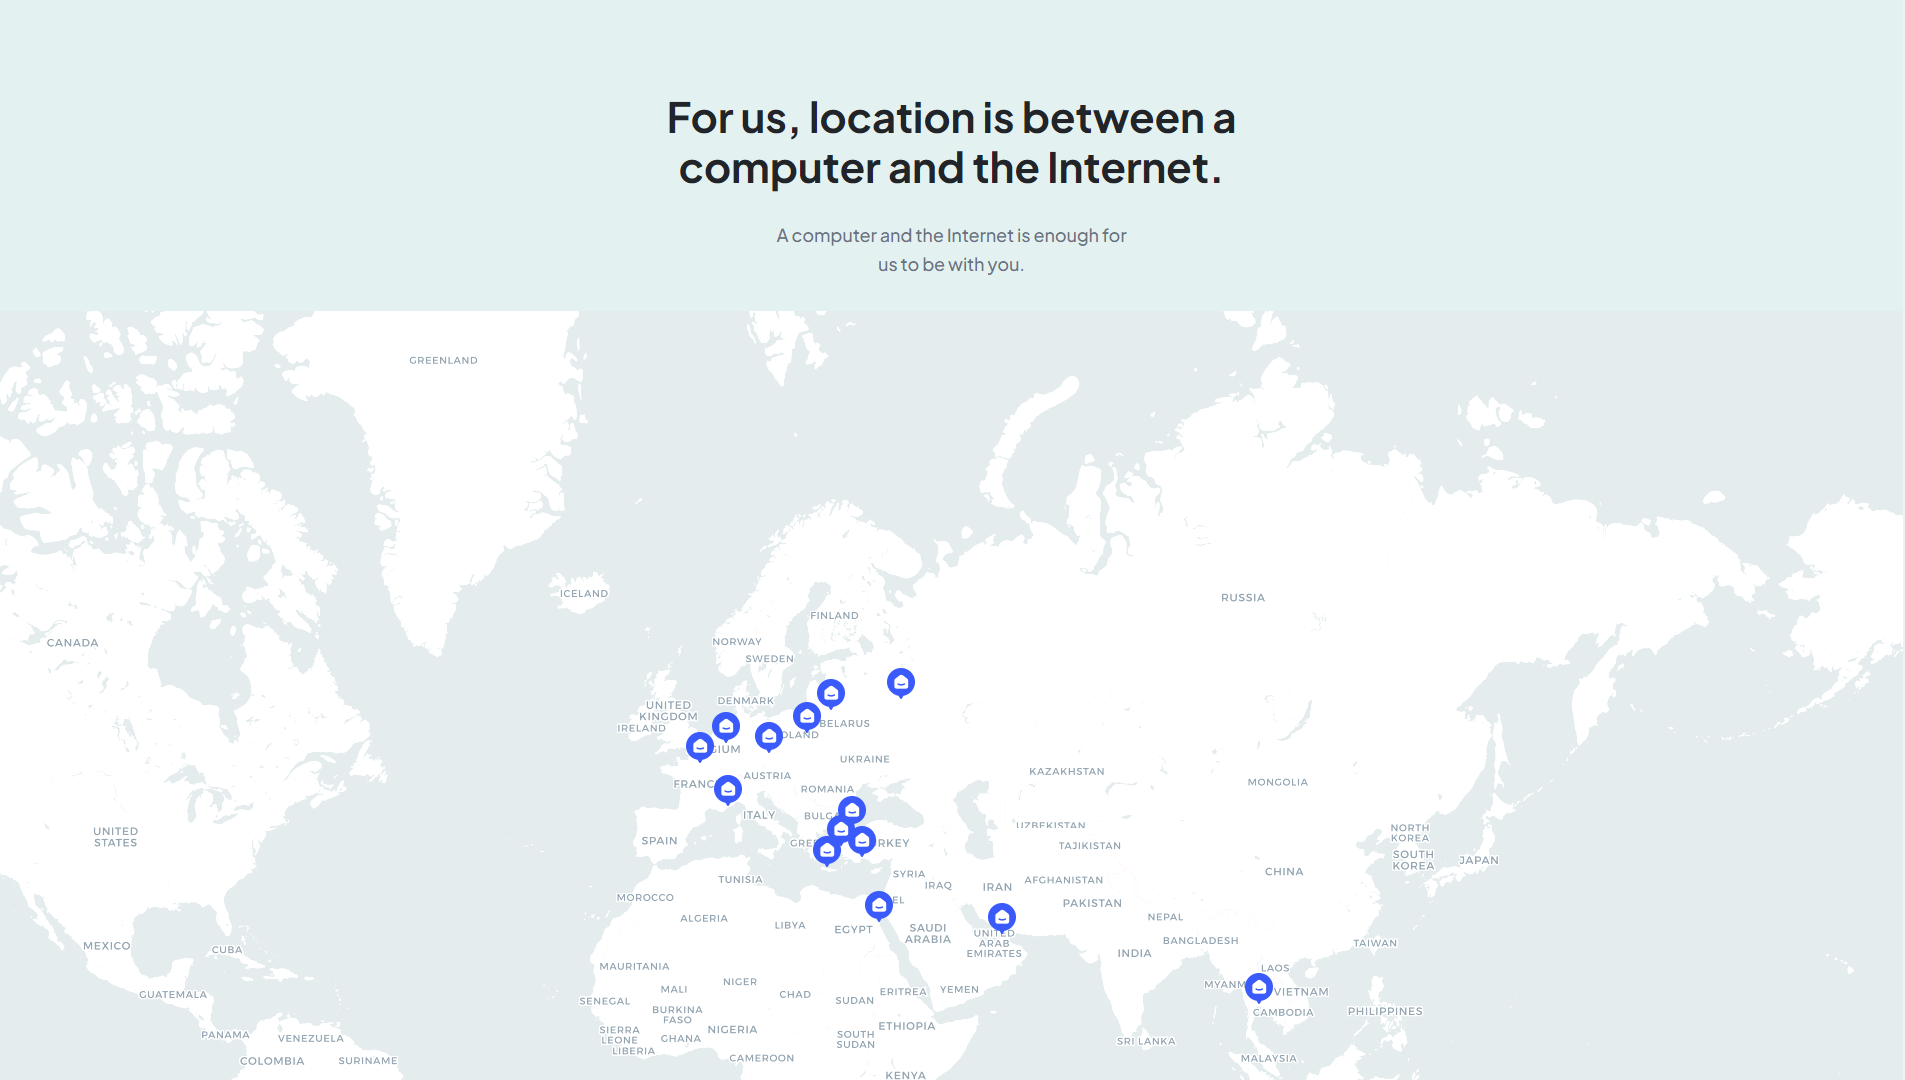 For us, location is between a
computer and the Internet.
A computer and the Internet is enough for
us to be with you.
GREENLAND
ICELAND
RUSSIA
FINLAND
CANADA
NORWAY
SWEDEN
DENMARK
UNITED
KINGDOM
IRELAND
BELARUS
OLAND
GIUM
UKRAINE
KAZAKHSTAN
AUSTRIA
FRANC
ROMANIA
MONGOLIA
ITALY
BULG
UZBEKISTAN
UNITED
STATES
SPAIN
GREE
RKEY
TAJIKISTAN
NORTH
KOREA
SOUTH
KOREA
JAPAN
CHINA
TUNISIA
SYRIA
IRAQ
IRAN
AFGHANISTAN
MOROCCO
EL
PAKISTAN
ALGERIA
LIBYA
EGYPT
SAUDI
ARABIA
NEPAL
UNITED
ARAB
EMIRATES
BANGLADESH
TAIWAN
MEXICO
CUBA
INDIA
MAURITANIA
LAOS
NIGER
MALI
CHAD
ERITREA
YEMEN
MYANM
VIETNAM
GUATEMALA
SENEGAL
SUDAN
BURKINA
FASO
CAMBODIA
PHILIPPINES
SIERRA
LEONE
NIGERIA
ETHIOPIA
PANAMA
VENEZUELA
GHANA
SOUTH
SUDAN
SRI LANKA
LIBERIA
COLOMBIA
SURINAME
CAMEROON
MALAYSIA
KENYA